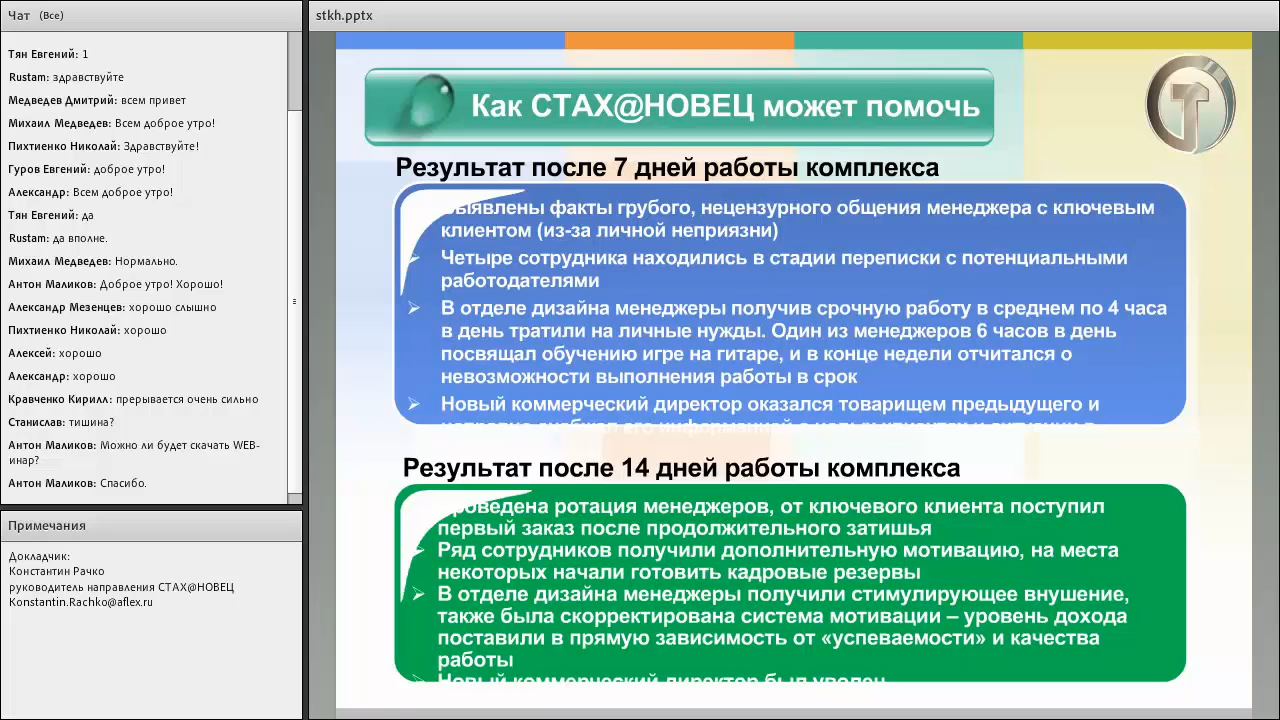 Чат (Все)
Тян Евгений: 1
Rustam: здравствуйте
Медведев Дмитрий: всем привет
Михаил Медведев: Всем доброе утро!
Пихтиенко Николай: Здравствуйте!
Гуров Евгений: доброе утро!
Александр: Всем доброе утро!
Тян Евгений: да
Rustam: да вполне.
Михаил Медведев: Нормально.
Антон Маликов: Доброе утро! Хорошо!
Александр Мезенцев: хорошо слышно
Пихтиенко Николай: хорошо
Алексей: хорошо
Александр: хорошо
Кравченко Кирилл: прерывается очень сильно
Станислав: тишина?
Антон Маликов: Можно ли будет скачать WEB-
инар?
Антон Маликов: Спасибо.
Примечания
Докладчик:
Константин Рачко
руководитель направления СТАХ@НОВЕЦ
Konstantin.Rachko@aflex.ru
stkh.pptx
Как СТАХ@НОВЕЦ может помочь
Результат после 7 дней работы комплекса
выявлены факты грубого, нецензурного общения менеджера с ключевым
клиентом (из-за личной неприязни)
Четыре сотрудника находились в стадии переписки с потенциальными
работодателями
В отделе дизайна менеджеры получив срочную работу в среднем по 4 часа
в день тратили на личные нужды. Один из менеджеров 6 часов в день
посвящал обучению игре на гитаре, и в конце недели отчитался о
невозможности выполнения работы в срок
Новый коммерческий директор оказался товарищем предыдущего и
Результат после 14 дней работы комплекса
проведена ротация менеджеров, от ключевого клиента поступил
первый заказ после продолжительного затишья
Ряд сотрудников получили дополнительную мотивацию, на места
некоторых начали готовить кадровые резервы
В отделе дизайна менеджеры получили стимулирующее внушение,
также была скорректирована система мотивации – уровень дохода
поставили в прямую зависимость от «успеваемости» и качества
работы
Новый коммерческий директор был уволен